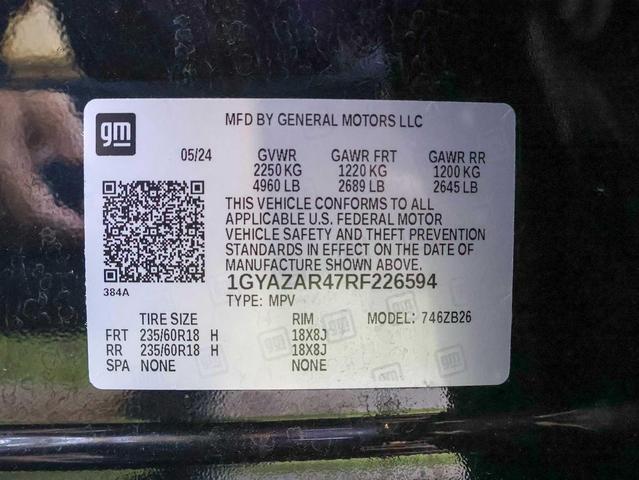 gm
MFD BY GENERAL MOTORS LLC
05/24 GVWR GAWR FRT GAWR RR
2250 KG 1220 KG 1200 KG
4960 LB 2689 LB 2645 LB
THIS VEHICLE CONFORMS TO ALL
APPLICABLE U.S. FEDERAL MOTOR
VEHICLE SAFETY AND THEFT PREVENTION
STANDARDS IN EFFECT ON THE DATE OF
MANUFACTURE SHOWN ABOVE.
384A
1GYAZAR47RF226594
TYPE: MPV
TIRE SIZE RIM MODEL: 746ZB26
FRT 235/60R18 H 18X8J
RR 235/60R18 H 18X8J
SPA NONE NONE